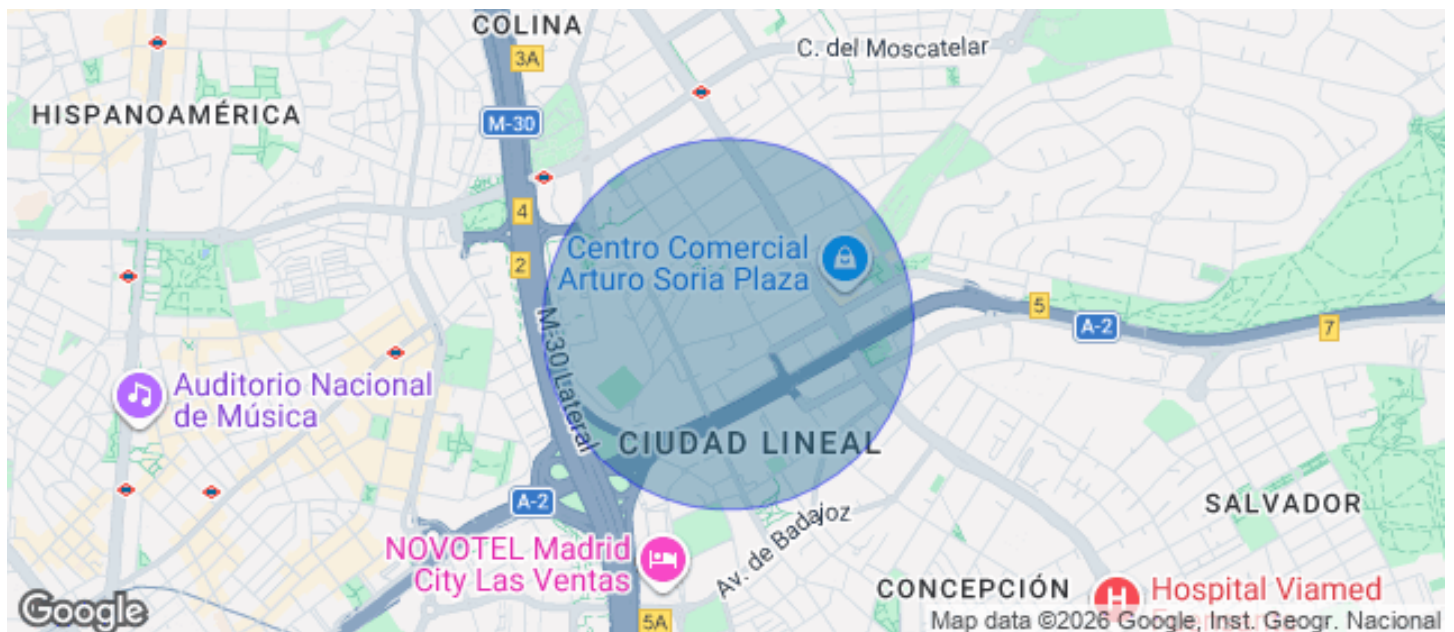 COLINA
3A
C. del Moscatelar
HISPANOAMÉRICA
M-30
4
2
Centro Comercial
Arturo Soria Plaza
M-30 Lateral
5
A-2
7
Auditorio Nacional
de Música
CIUDAD LINEAL
A-2
SALVADOR
Av. de Badajoz
NOVOTEL Madrid
City Las Ventas
CONCEPCIÓN
H
Hospital Viamed
5A
Google
Map data ©2026 Google, Inst. Geogr. Nacional